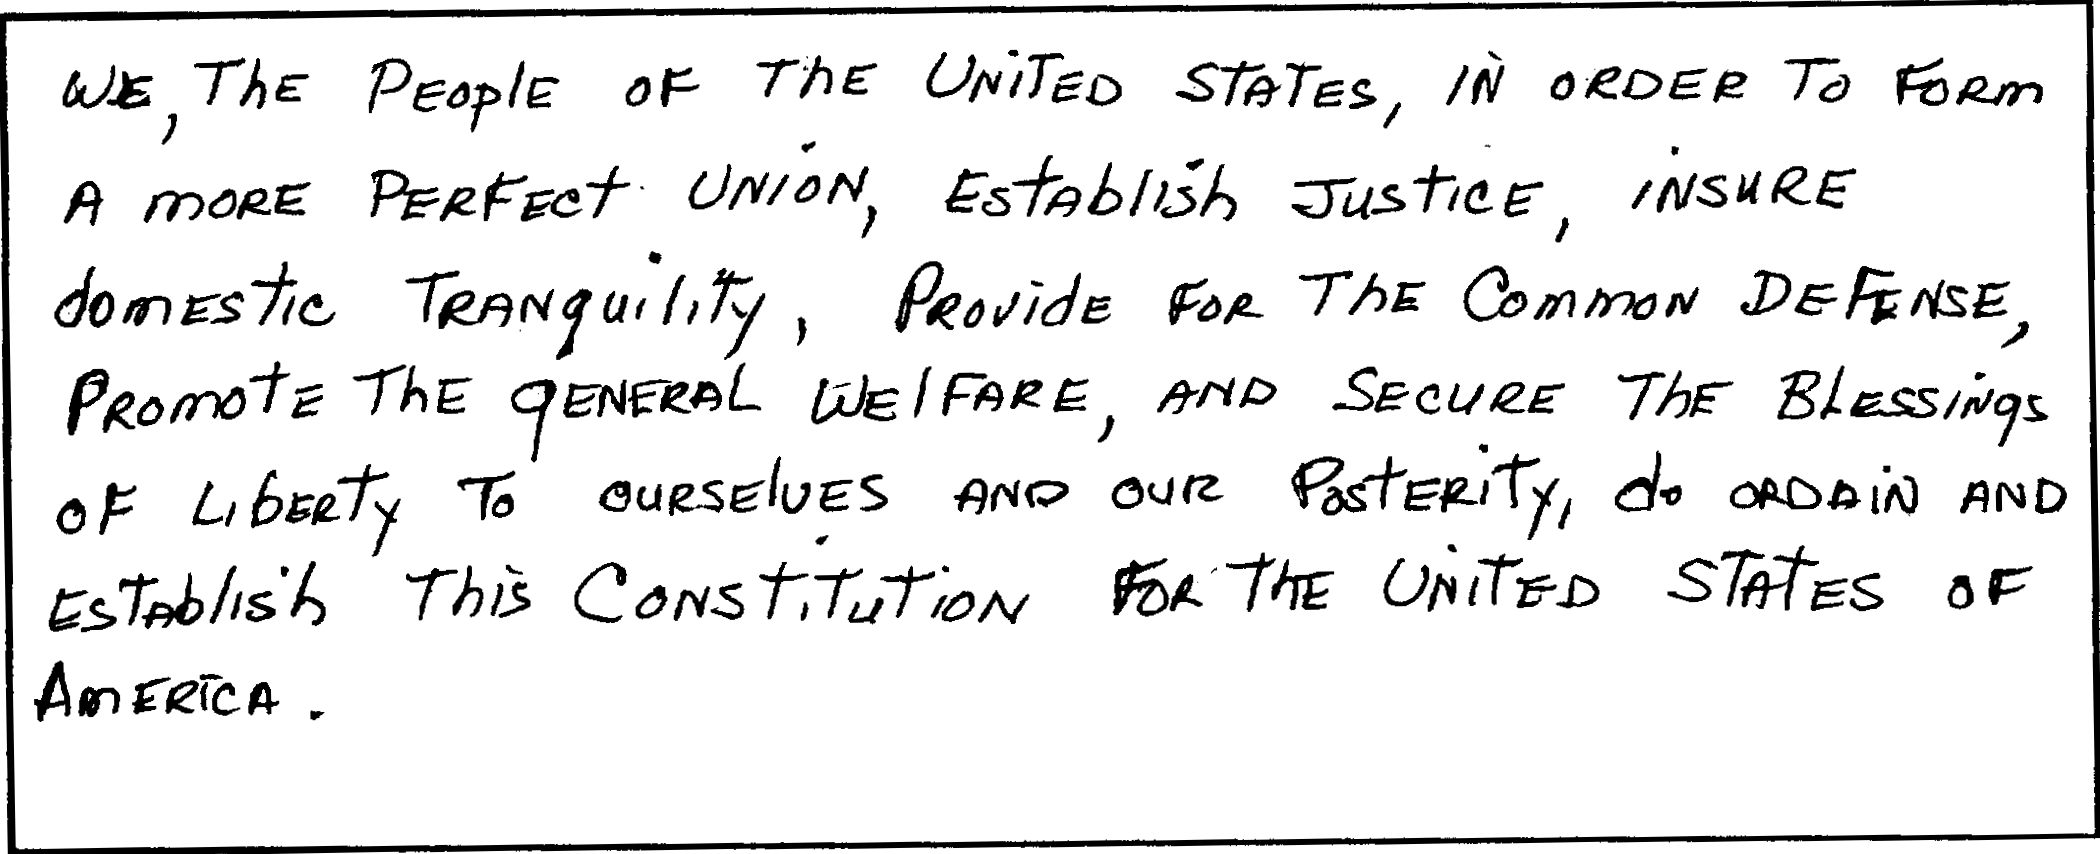 WE, ThE PEoplE oF ThE UNiTED STATES, IN ORDER To FORm
A moRE PERFEct UNION, EstAblish JusticE, iNSuRE
domEStic TRANquility, PRovidE FoR ThE CommoN DEFENSE,
PRomotE ThE gENERAL WElFARE, AND SECURE ThE BLESSiNgs
oF LibERTy To ouRSElvES AND ouR PosTERiTy, do ORDAIN AND
EsTAblish This CoNSTiTuTioN FoR ThE UNiTED STATES oF
AmERicA.